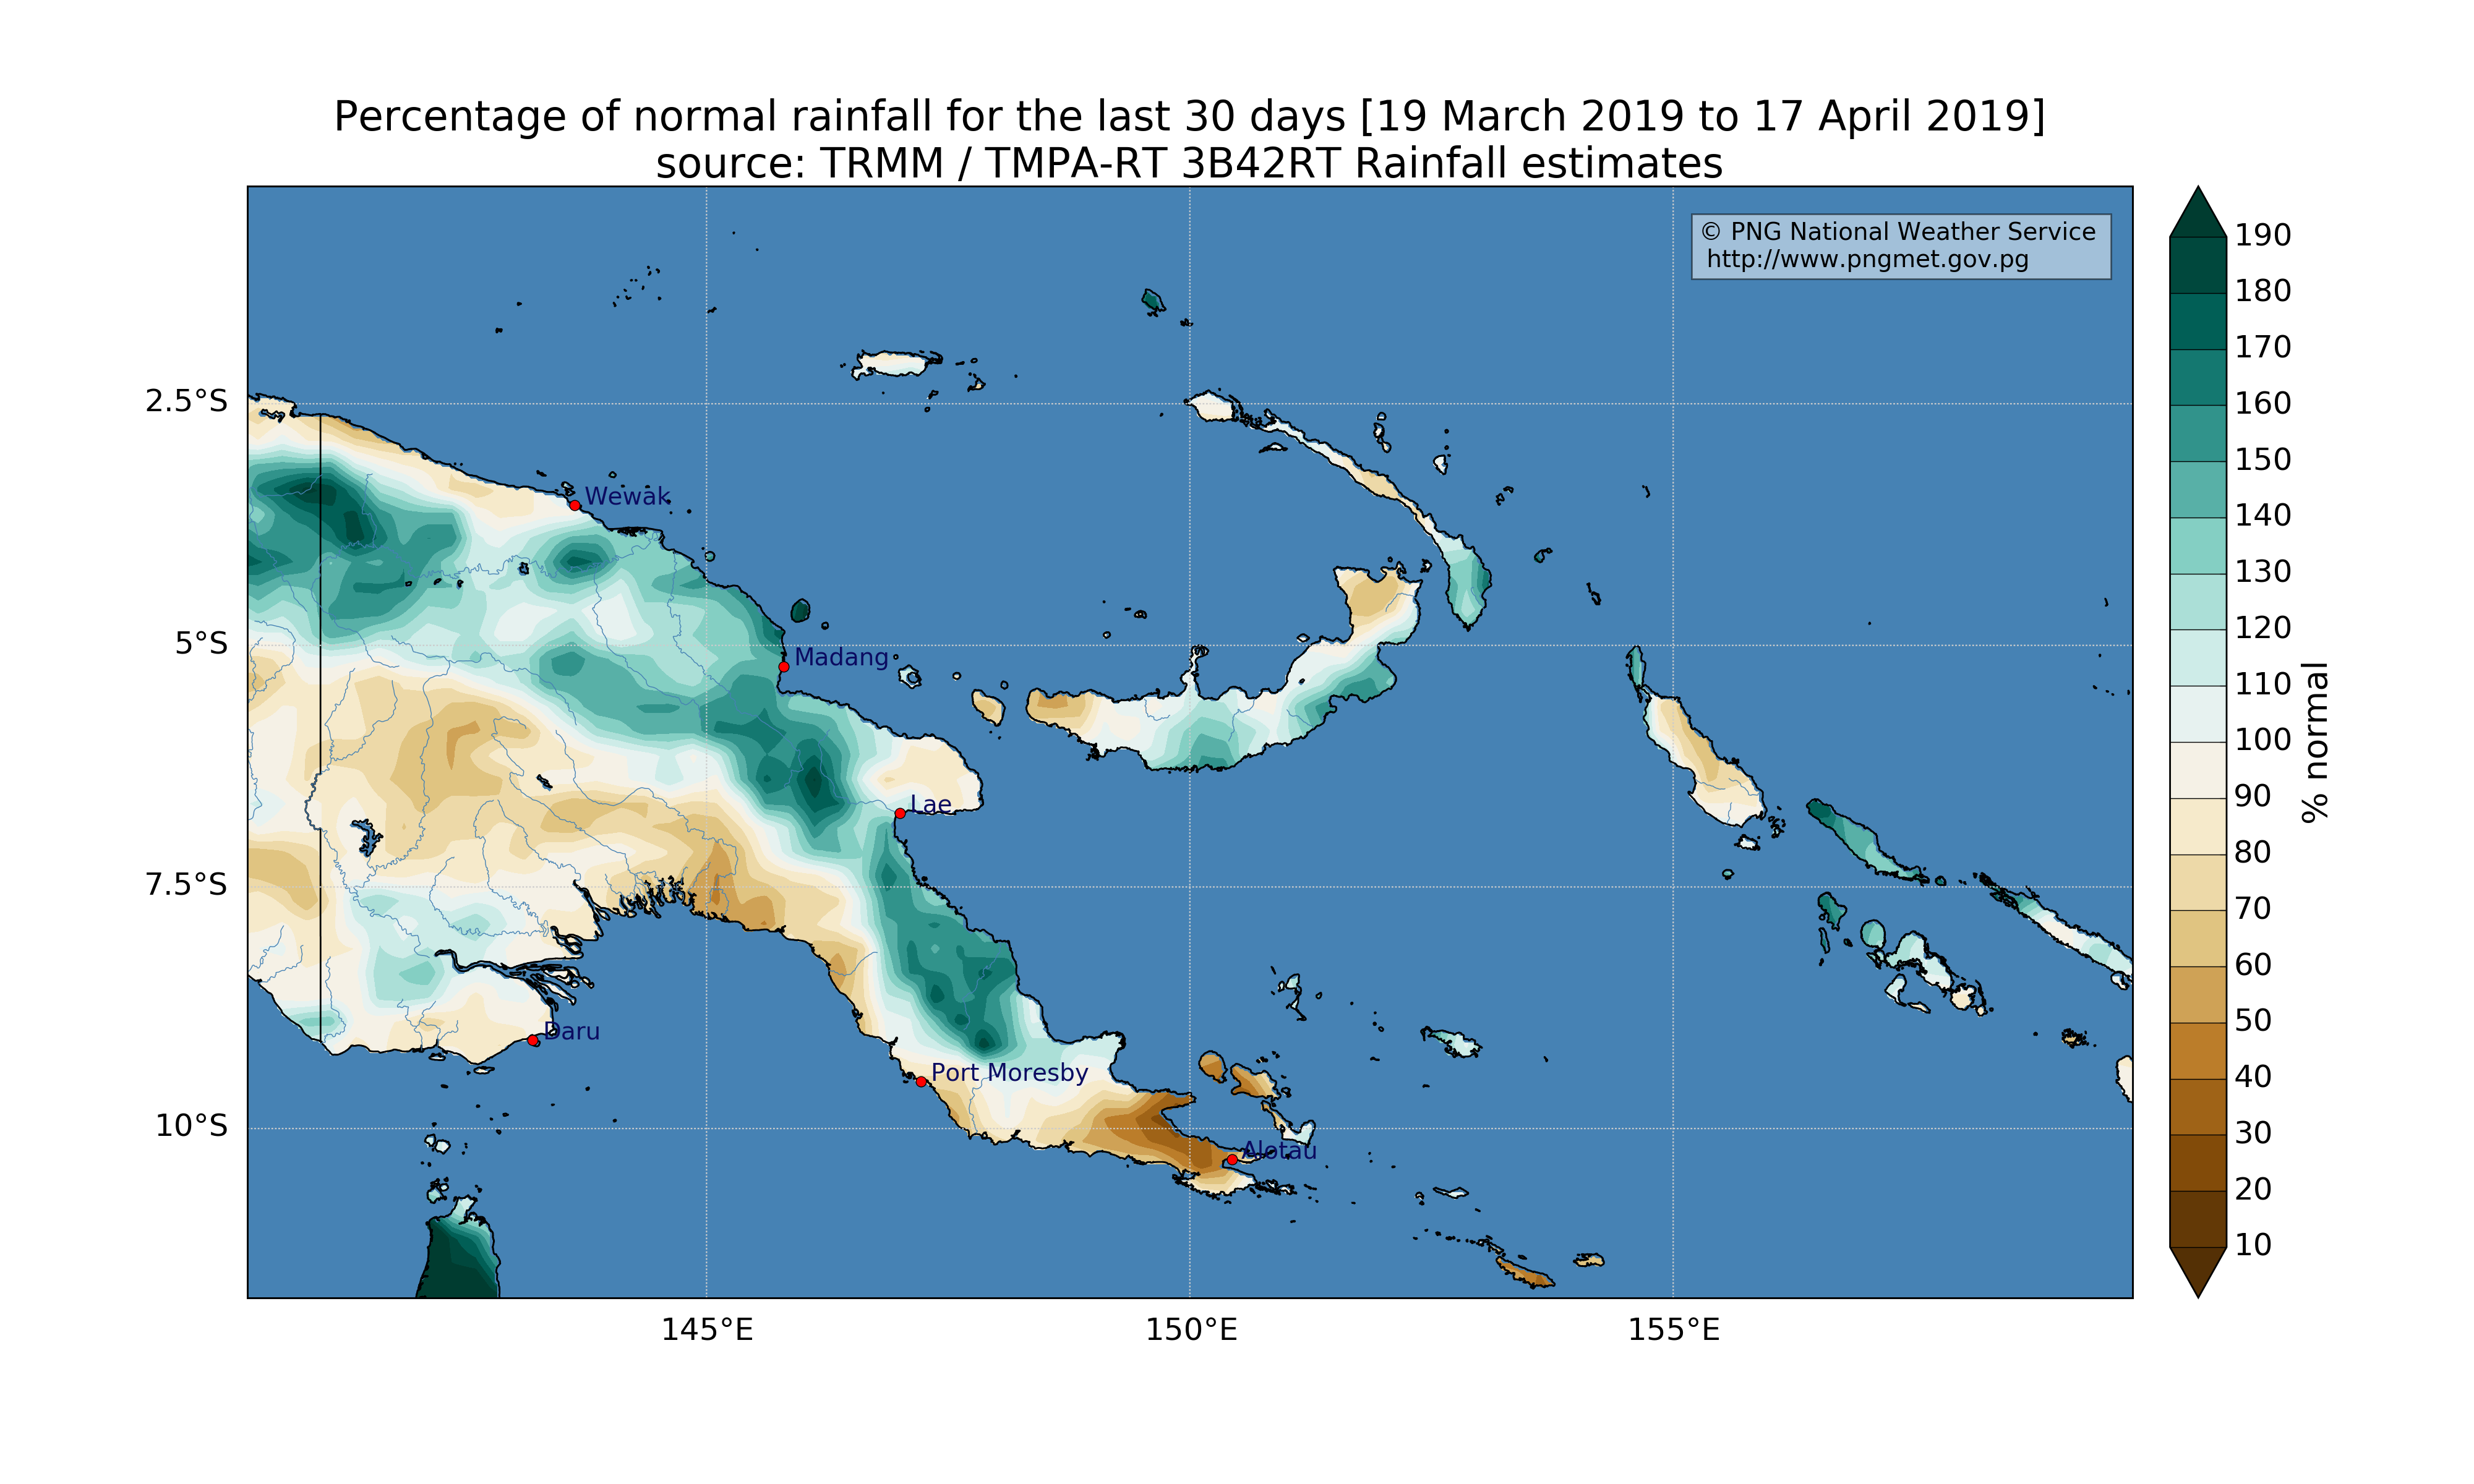 Percentage of normal rainfall for the last 30 days [19 March 2019 to 17 April 2019]
source: TRMM / TMPA-RT 3B42RT Rainfall estimates
© PNG National Weather Service
http://www.pngmet.gov.pg
2.5°S
5°S
7.5°S
10°S
Wewak
Madang
Lae
Daru
Port Moresby
Alotau
145°E
150°E
155°E
190
180
170
160
150
140
130
120
110
100
90
80
70
60
50
40
30
20
10
% normal